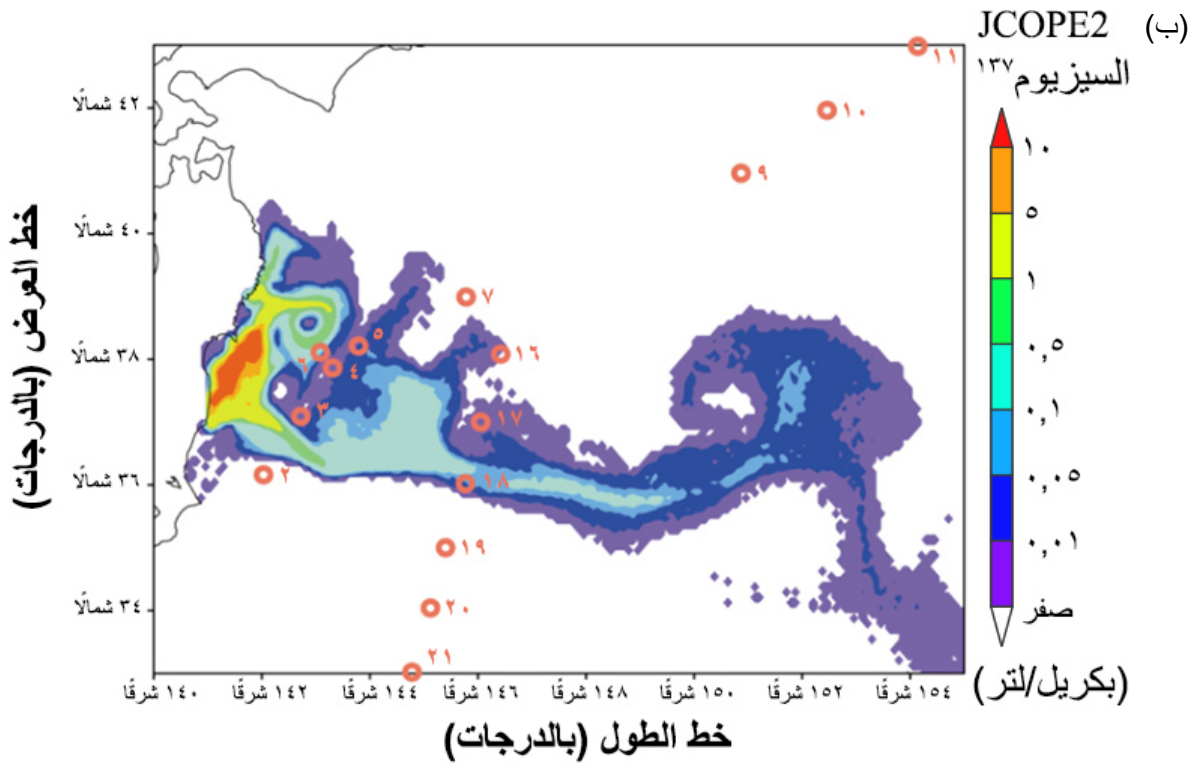 (ب)
JCOPE2
السيزيوم ١٣٧
١٠
٥
١
٠,٥
٠,١
٠,٠٥
٠,٠١
صفر
(بكريل/لتر)
خط العرض (بالدرجات)
٤٢ شمالًا
٤٠ شمالًا
٣٨ شمالًا
٣٦ شمالًا
٣٤ شمالًا
١١
١٠
٩
٧
٥
٦
٤
١٦
٣
١٧
٢
١٨
١٩
٢٠
٢١
١٤٠ شرقًا
١٤٢ شرقًا
١٤٤ شرقًا
١٤٦ شرقًا
١٤٨ شرقًا
١٥٠ شرقًا
١٥٢ شرقًا
١٥٤ شرقًا
خط الطول (بالدرجات)